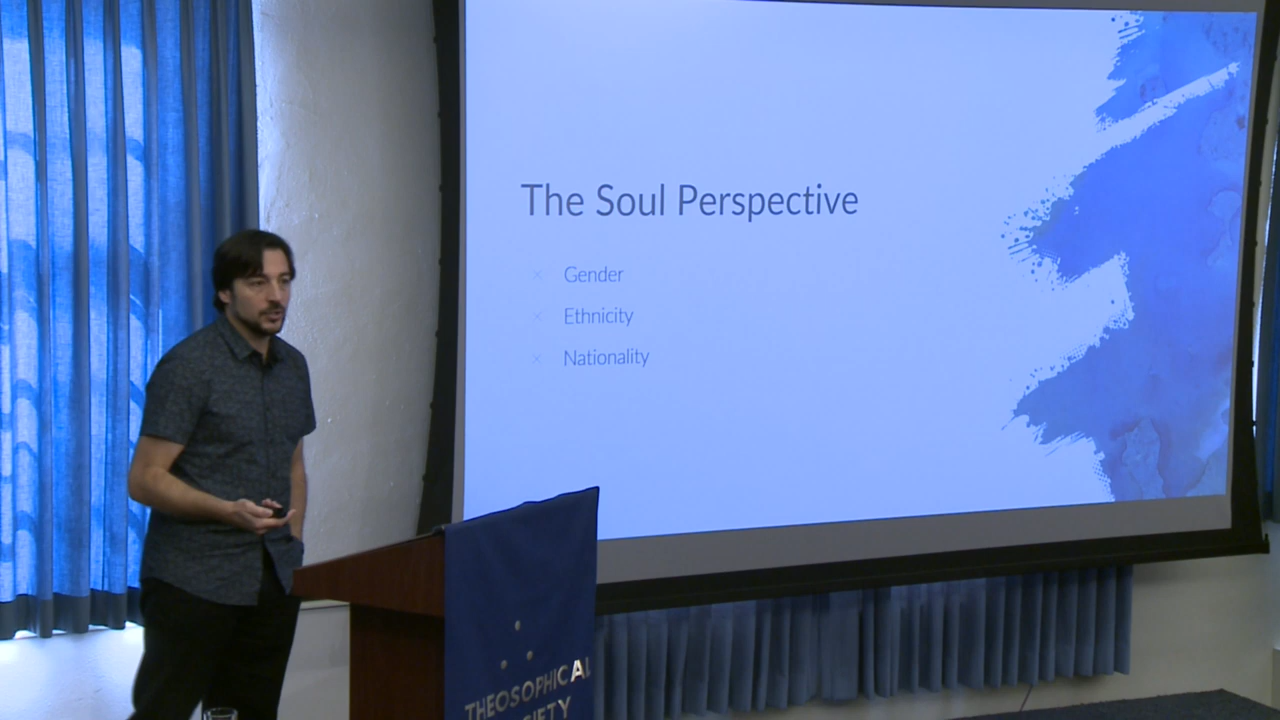 The Soul Perspective
Gender
Ethnicity
Nationality
THEOSOPHICAL